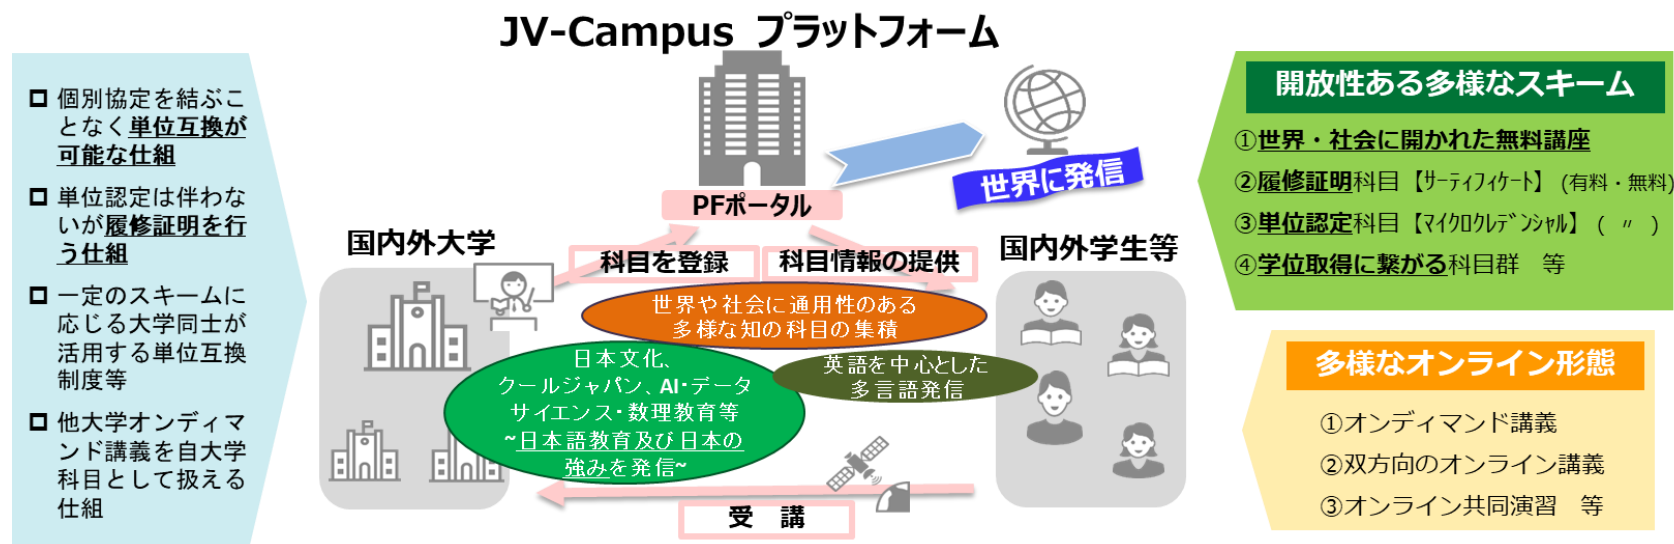 JV-Campus プラットフォーム
□ 個別協定を結ぶこ
となく単位互換が
可能な仕組
□ 単位認定は伴わな
いが履修証明を行
う仕組
□ 一定のスキームに
応じる大学同士が
活用する単位互換
制度等
□ 他大学オンディマ
ンド講義を自大学
科目として扱える
仕組
世界に発信
PFポータル
国内外大学
科目を登録
科目情報の提供
国内外学生等
世界や社会に通用性のある
多様な知の科目の集積
日本文化、
クールジャパン、AI・データ
サイエンス・数理教育等
~日本語教育及び日本の
強みを発信~
英語を中心とした
多言語発信
受 講
開放性ある多様なスキーム
①世界・社会に開かれた無料講座
②履修証明科目【ｻｰﾃｨﾌｨｹｰﾄ】 (有料・無料)
③単位認定科目【ﾏｲｸﾛｸﾚﾃﾞﾝｼｬﾙ】 ( 〃 )
④学位取得に繋がる科目群　等
多様なオンライン形態
①オンディマンド講義
②双方向のオンライン講義
③オンライン共同演習　等